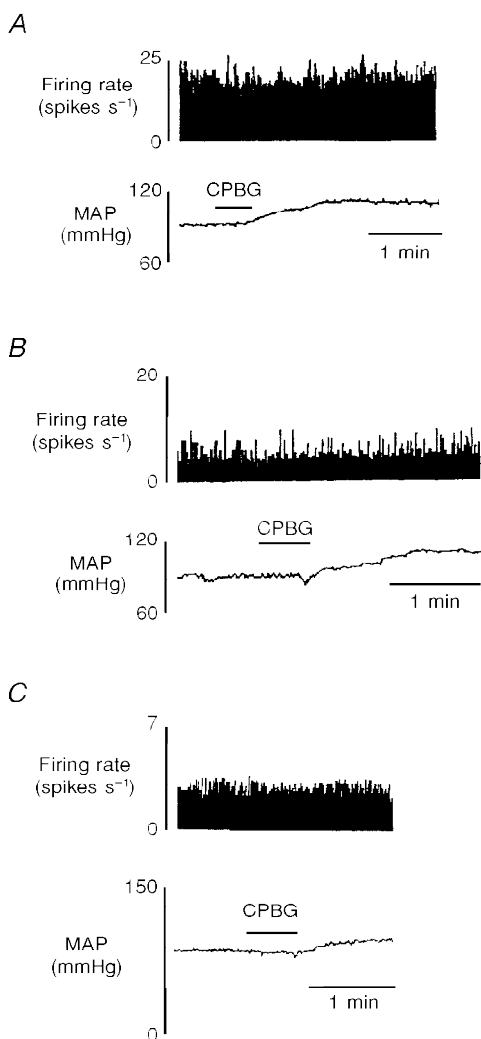 A
25
Firing rate
(spikes s⁻¹)
0
120
CPBG
MAP
(mmHg)
60
1 min
B
20
Firing rate
(spikes s⁻¹)
0
120
CPBG
MAP
(mmHg)
60
1 min
C
7
Firing rate
(spikes s⁻¹)
0
150
CPBG
MAP
(mmHg)
1 min
0